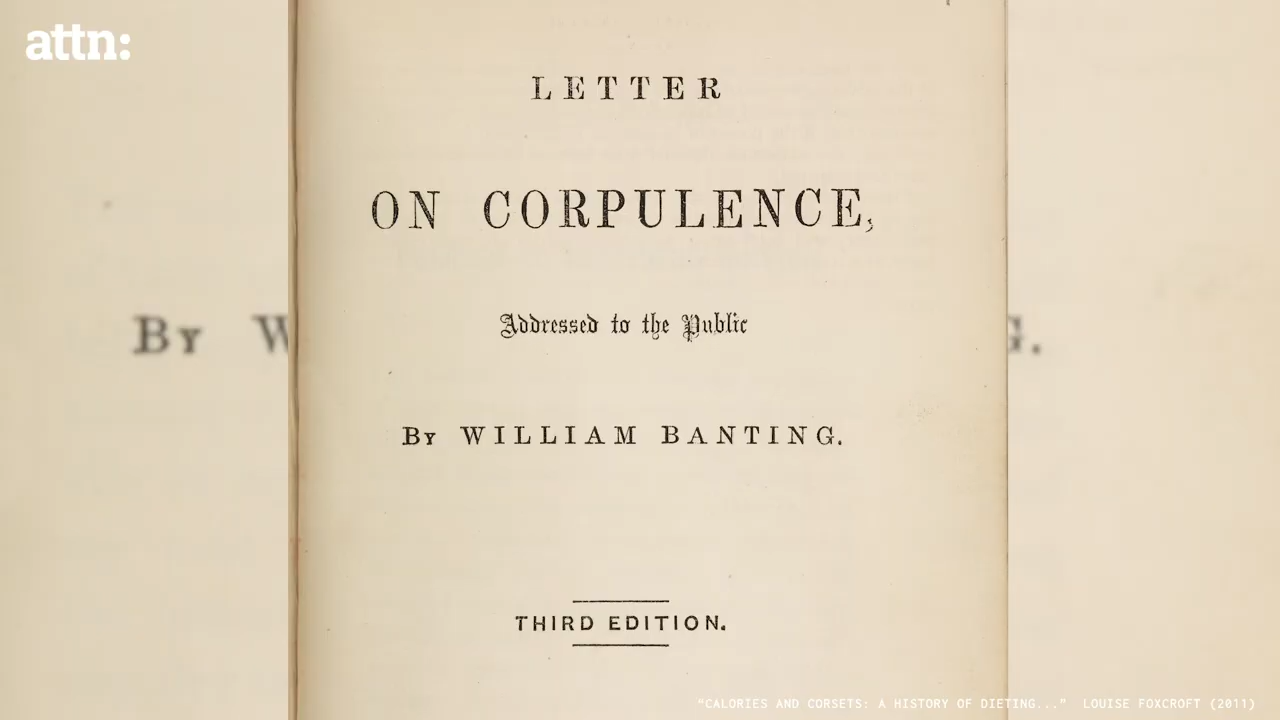 attn:
LETTER
ON CORPULENCE,
Addressed to the Public
By WILLIAM BANTING.
THIRD EDITION.
By W
G.
"CALORIES AND CORSETS: A HISTORY OF DIETING..." LOUISE FOXCROFT (2011)